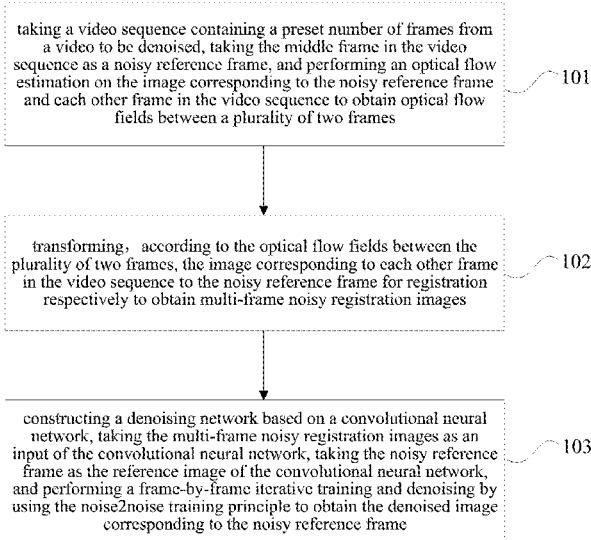 taking a video sequence containing a preset number of frames from
a video to be denoised, taking the middle frame in the video
sequence as a noisy reference frame, and performing an optical flow
estimation on the image corresponding to the noisy reference frame
and each other frame in the video sequence to obtain optical flow
fields between a plurality of two frames
101
transforming, according to the optical flow fields between the
plurality of two frames, the image corresponding to each other frame
in the video sequence to the noisy reference frame for registration
respectively to obtain multi-frame noisy registration images
102
constructing a denoising network based on a convolutional neural
network, taking the multi-frame noisy registration images as an
input of the convolutional neural network, taking the noisy reference
frame as the reference image of the convolutional neural network,
and performing a frame-by-frame iterative training and denoising by
using the noise2noise training principle to obtain the denoised image
corresponding to the noisy reference frame
103